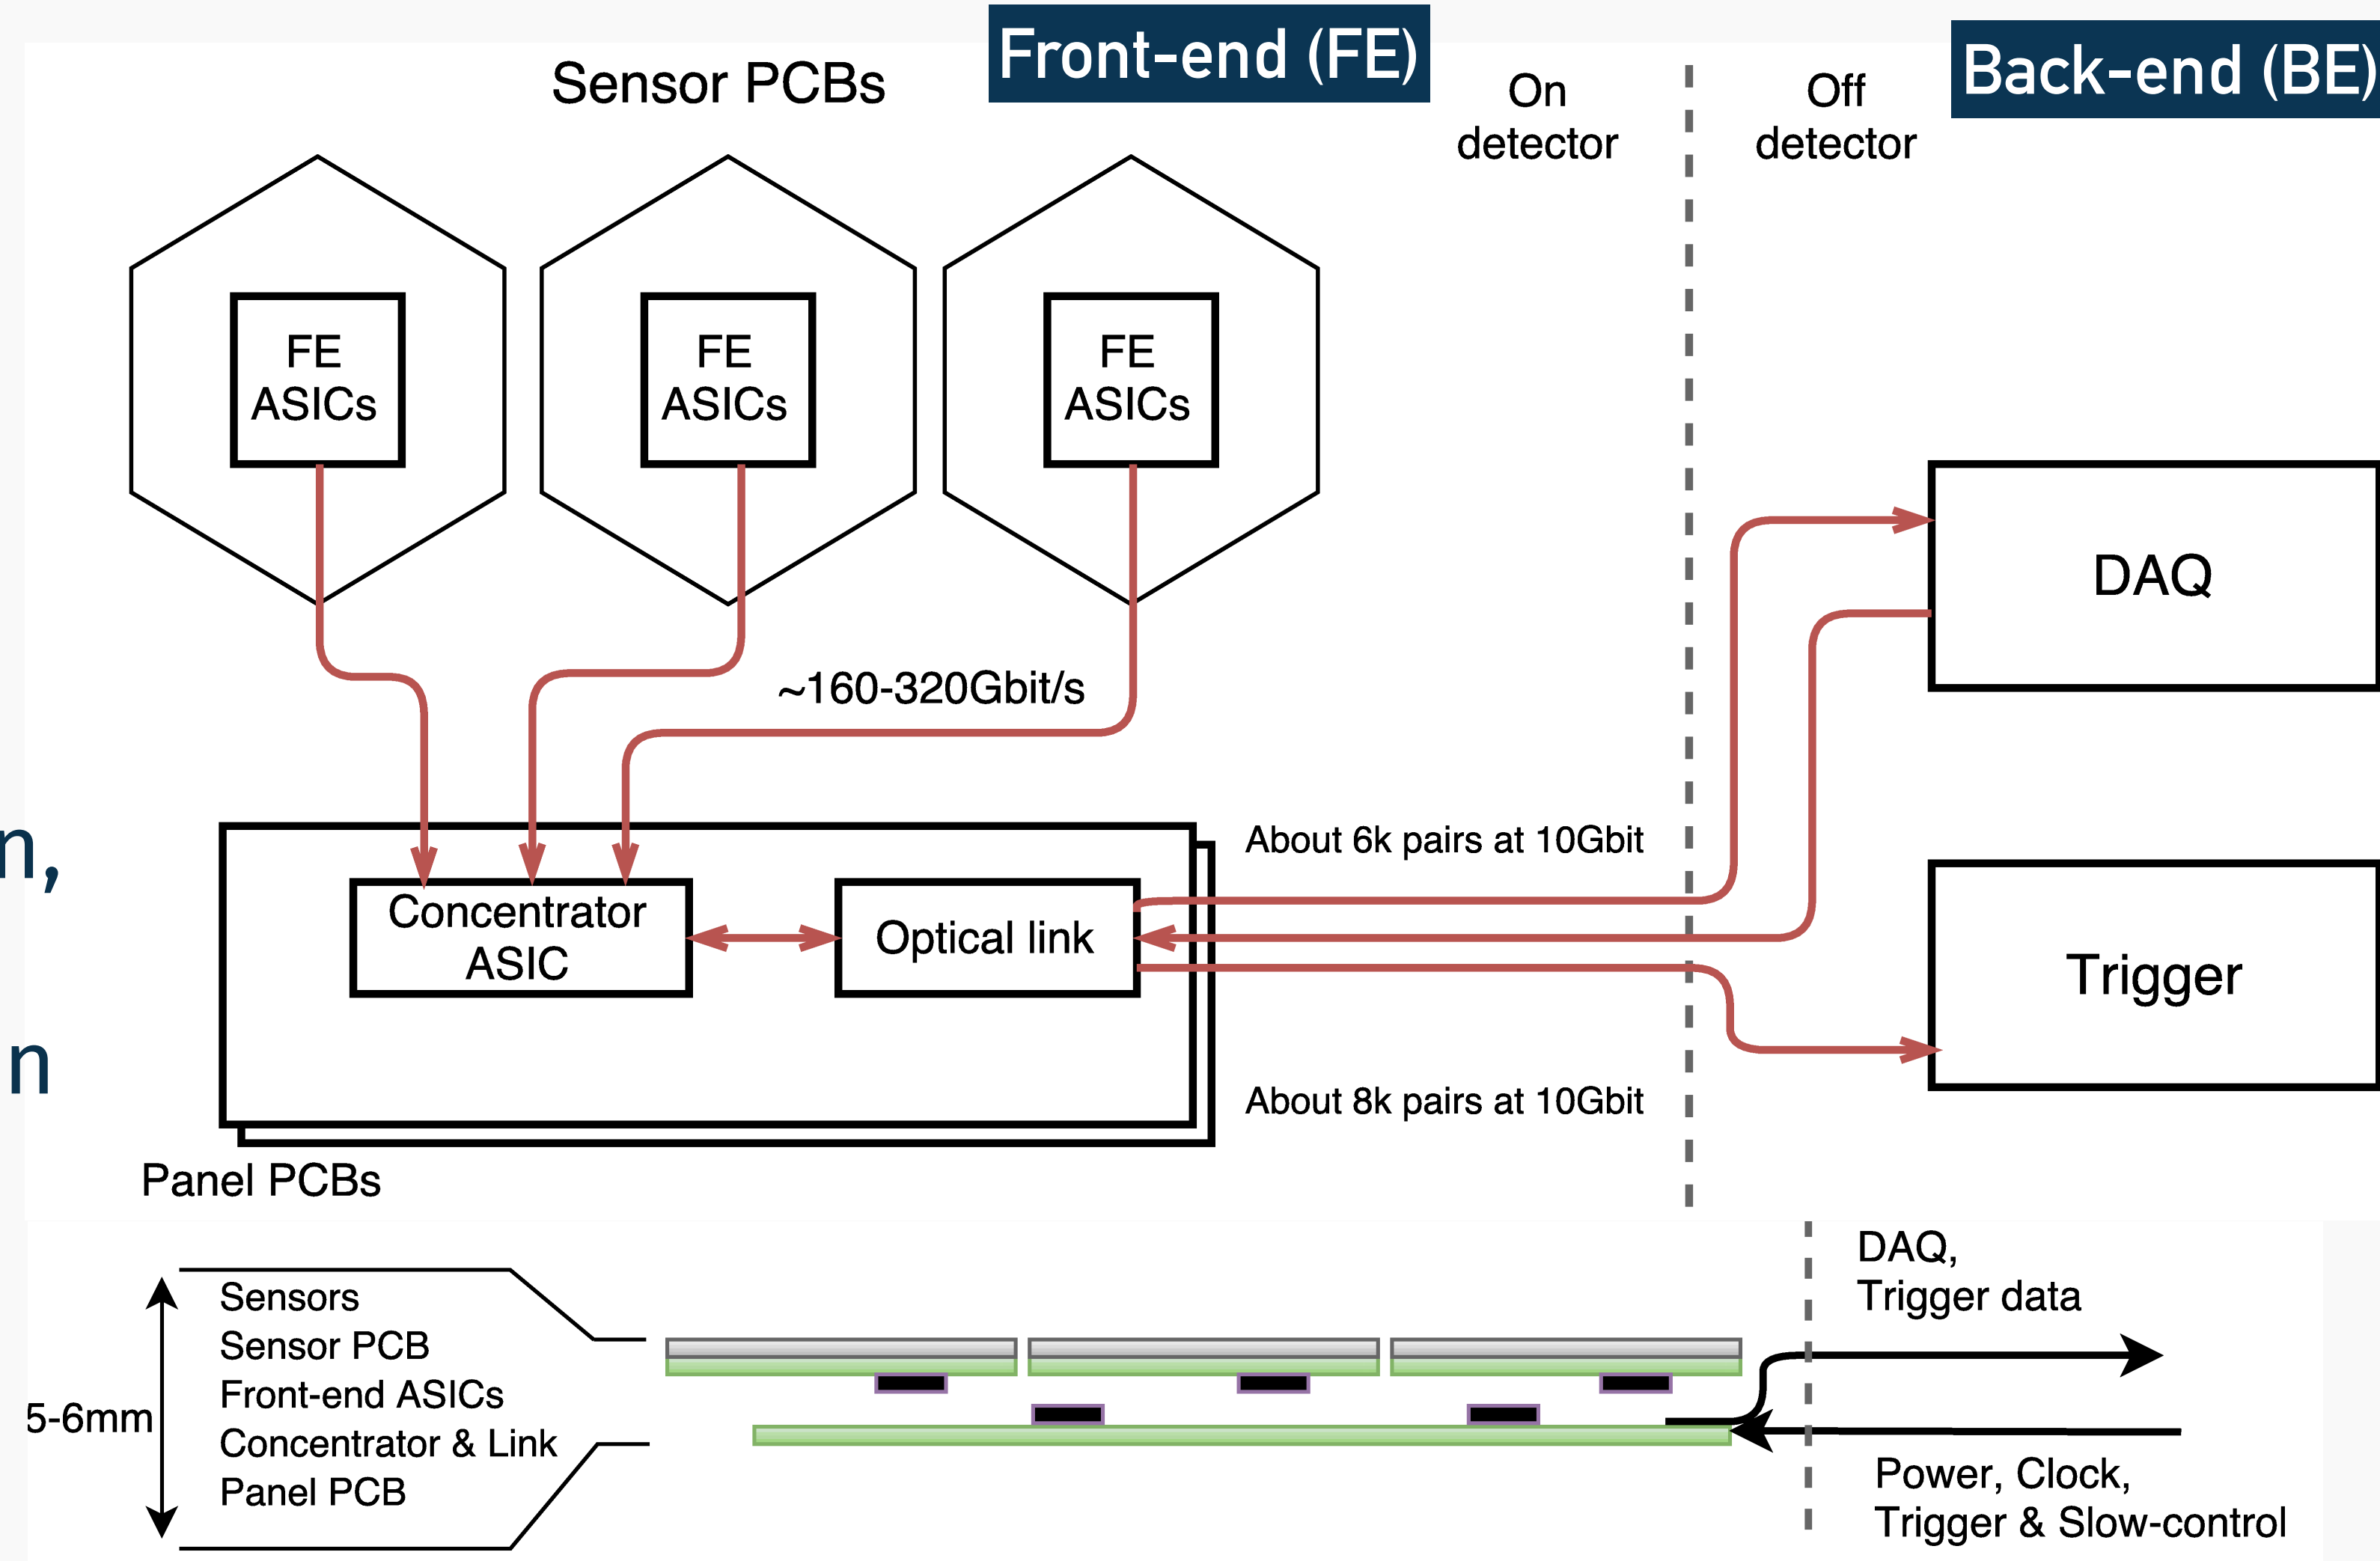 Front-end (FE)
Back-end (BE)
Sensor PCBs
On
detector
Off
detector
FE
ASICs
FE
ASICs
FE
ASICs
DAQ
~160-320Gbit/s
n,
About 6k pairs at 10Gbit
Concentrator
ASIC
Optical link
Trigger
n
About 8k pairs at 10Gbit
Panel PCBs
DAQ,
Trigger data
Sensors
Sensor PCB
Front-end ASICs
5-6mm
Concentrator & Link
Panel PCB
Power, Clock,
Trigger & Slow-control